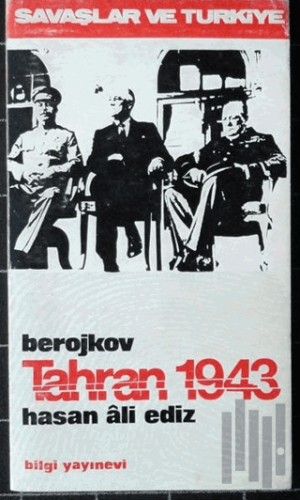 SAVAŞLAR VE TÜRKİYE
berojkov
Tahran 1943
hasan âli ediz
bilgi yayınevi